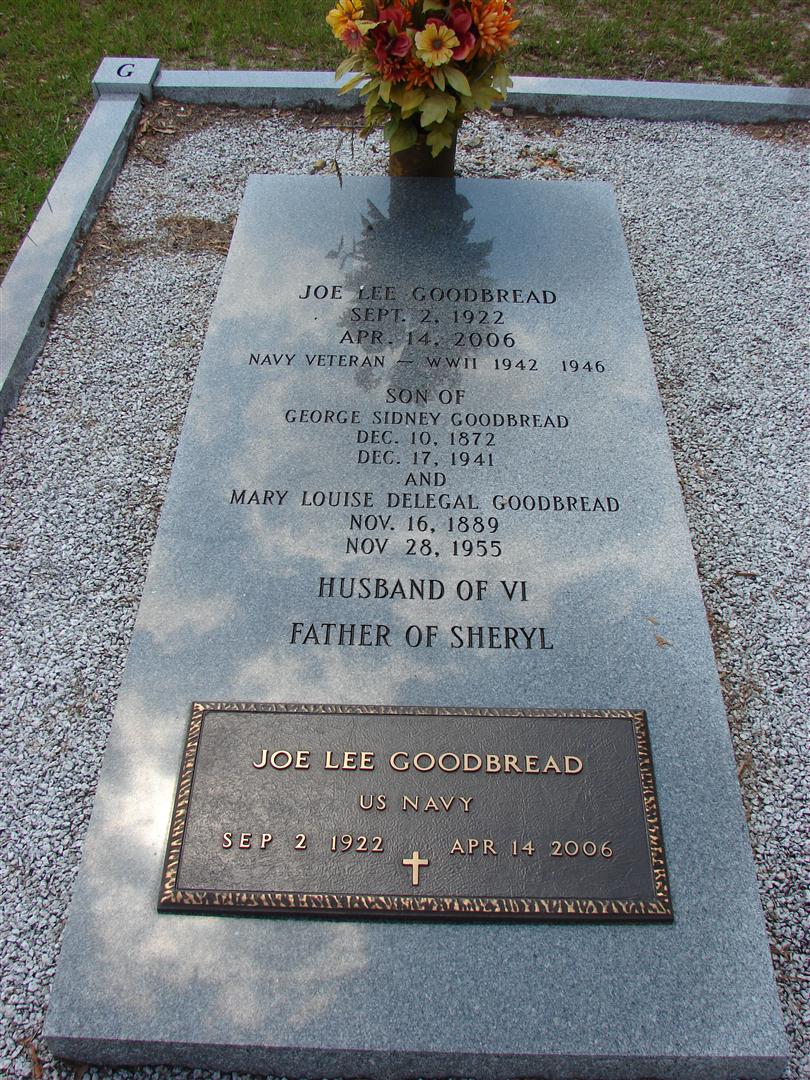 G
JOE LEE GOODBREAD
SEPT. 2, 1922
APR. 14, 2006
NAVY VETERAN — WWII 1942 1946
SON OF
GEORGE SIDNEY GOODBREAD
DEC. 10, 1872
DEC. 17, 1941
AND
MARY LOUISE DELEGAL GOODBREAD
NOV. 16, 1889
NOV 28, 1955
HUSBAND OF VI
FATHER OF SHERYL
JOE LEE GOODBREAD
US NAVY
SEP 2 1922 APR 14 2006